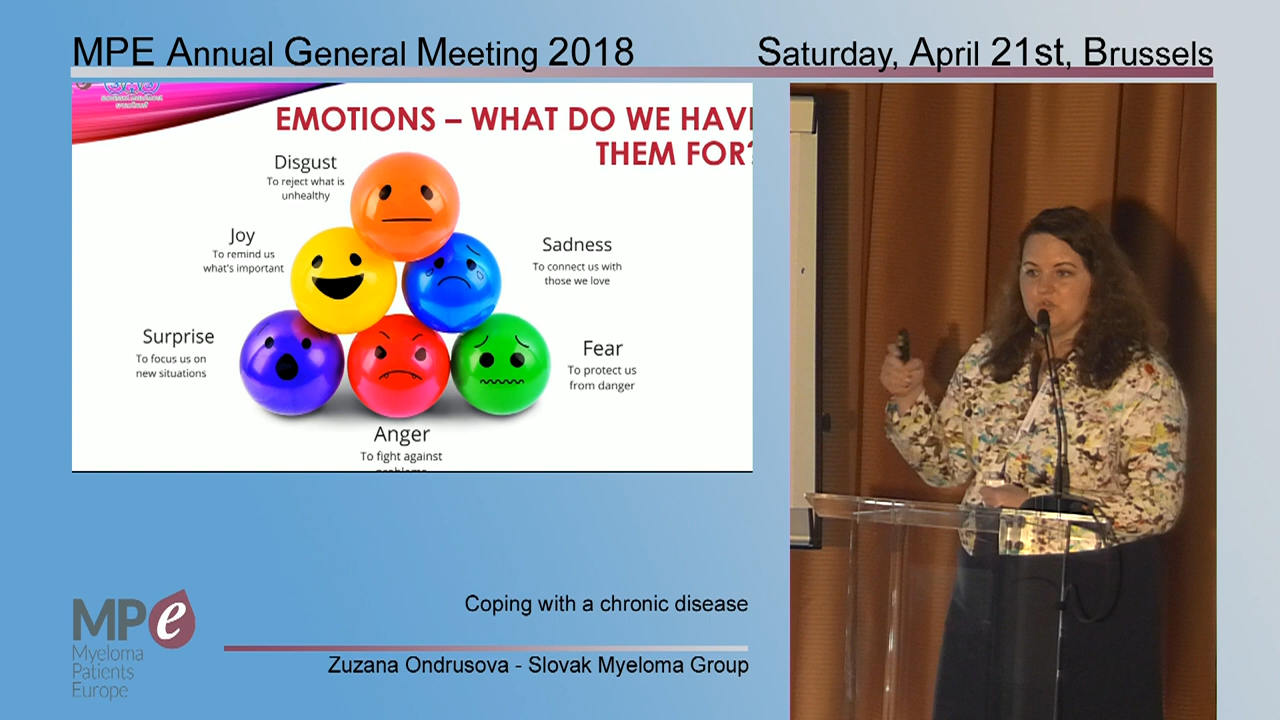 MPE Annual General Meeting 2018
Saturday, April 21st, Brussels
EMOTIONS – WHAT DO WE HAVE
THEM FOR?
Disgust
To reject what is
unhealthy
Joy
To remind us
what's important
Sadness
To connect us with
those we love
Surprise
To focus us on
new situations
Fear
To protect us
from danger
Anger
To fight against
problems
Coping with a chronic disease
MPe
Myeloma
Patients
Europe
Zuzana Ondrusova - Slovak Myeloma Group